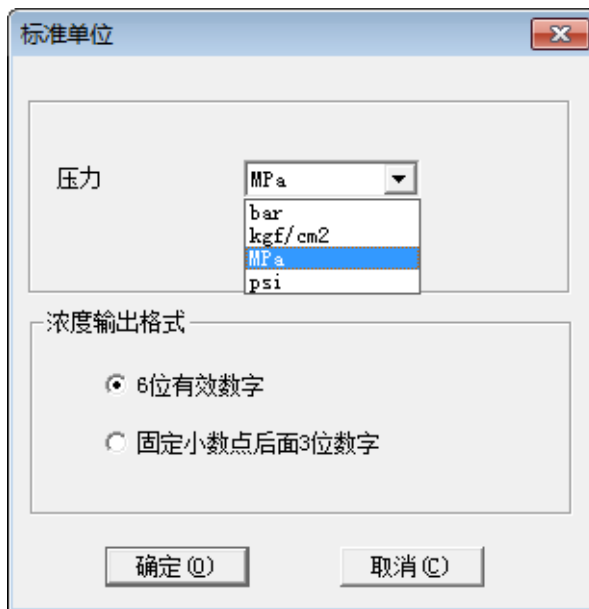 标准单位
压力
MPa
bar
kgf/cm2
MPa
psi
浓度输出格式
6位有效数字
固定小数点后面3位数字
确定(O)
取消(C)